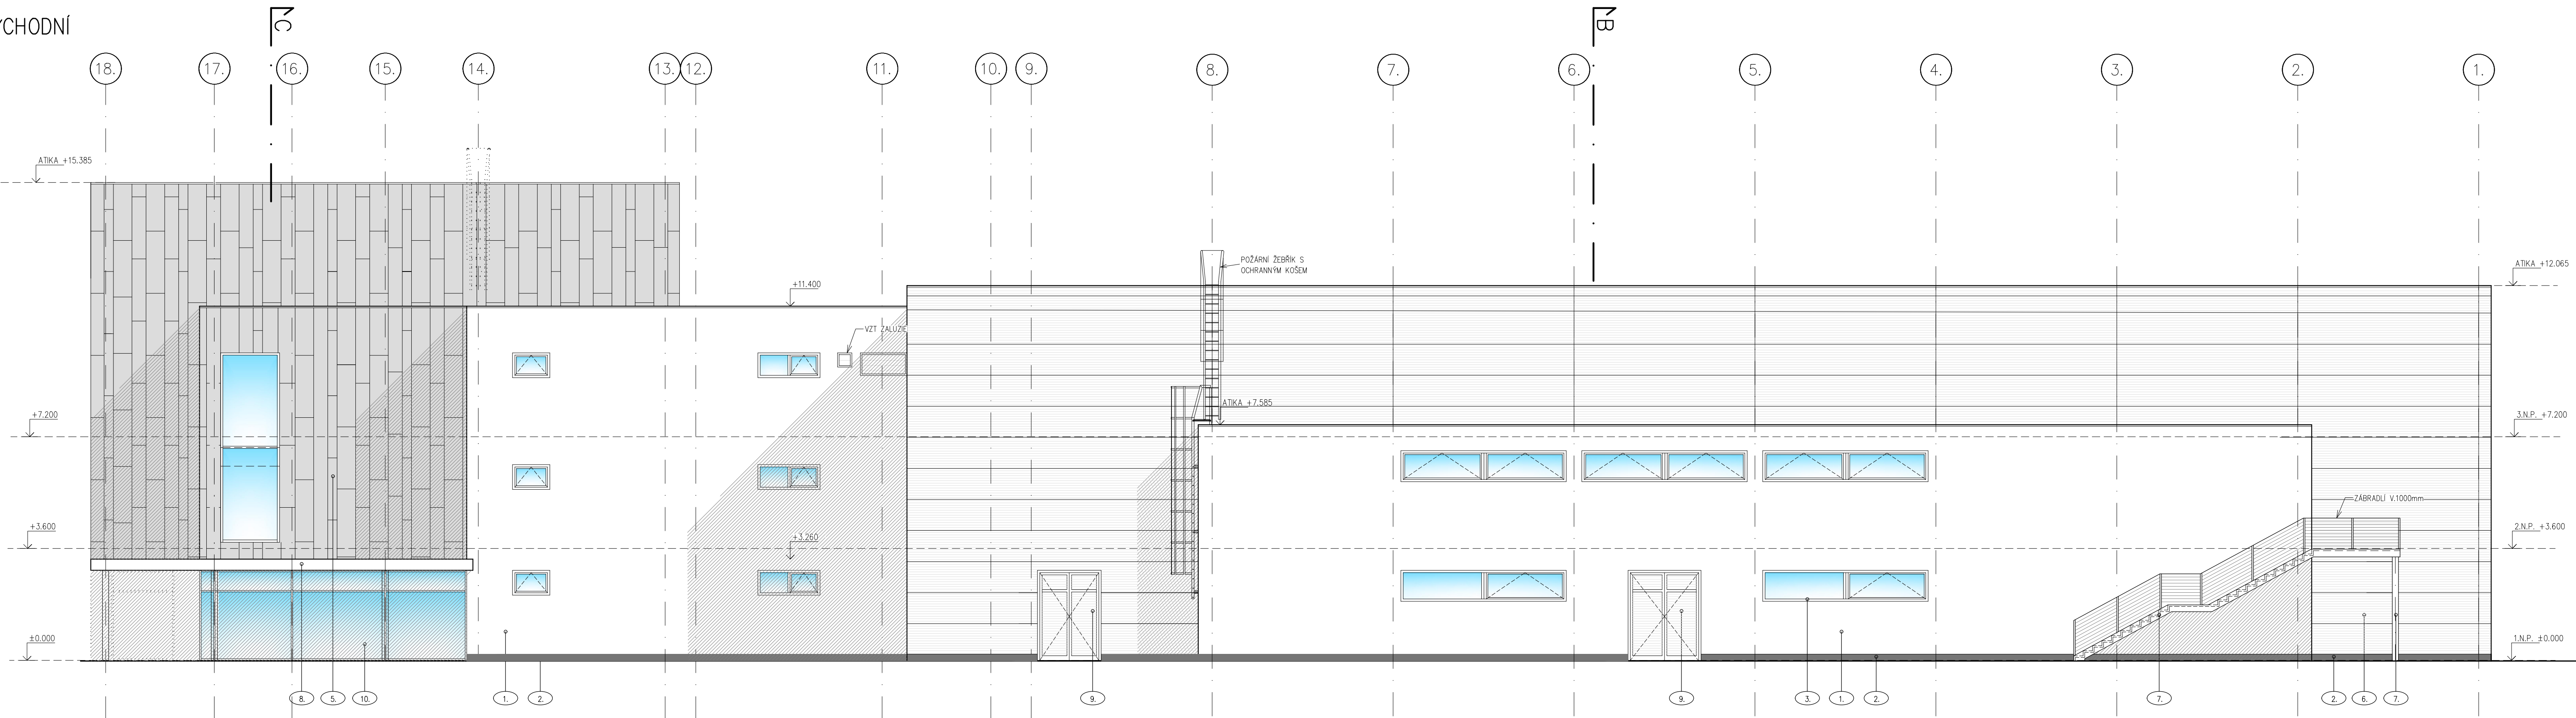 C
B
CHODNÍ
18.
17.
16.
15.
14.
13.
12.
11.
10.
9.
8.
7.
6.
5.
4.
3.
2.
1.
ATIKA +15.385
POŽÁRNÍ ŽEBŘÍK S
OCHRANNÝM KOŠEM
ATIKA +12.065
+11.400
VZT ŽALUZIE
ATIKA +7.585
+7.200
3.N.P. +7.200
ZÁBRADLÍ V.1000mm
+3.600
+3.260
2.N.P. +3.600
±0.000
1.N.P. ±0.000
8.
5.
10.
1.
2.
9.
9.
3.
1.
2.
7.
2.
6.
7.